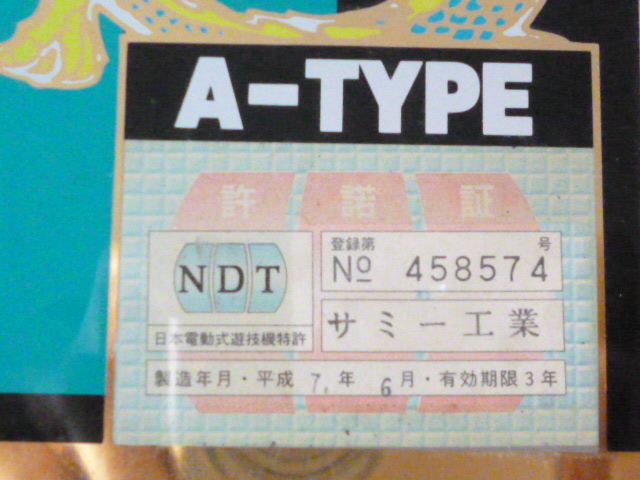 A-TYPE
許諾証
登録第 号
NDT
No 458574
サミー工業
日本電動式遊技機特許
製造年月・平成 7.年 6月・有効期限3年